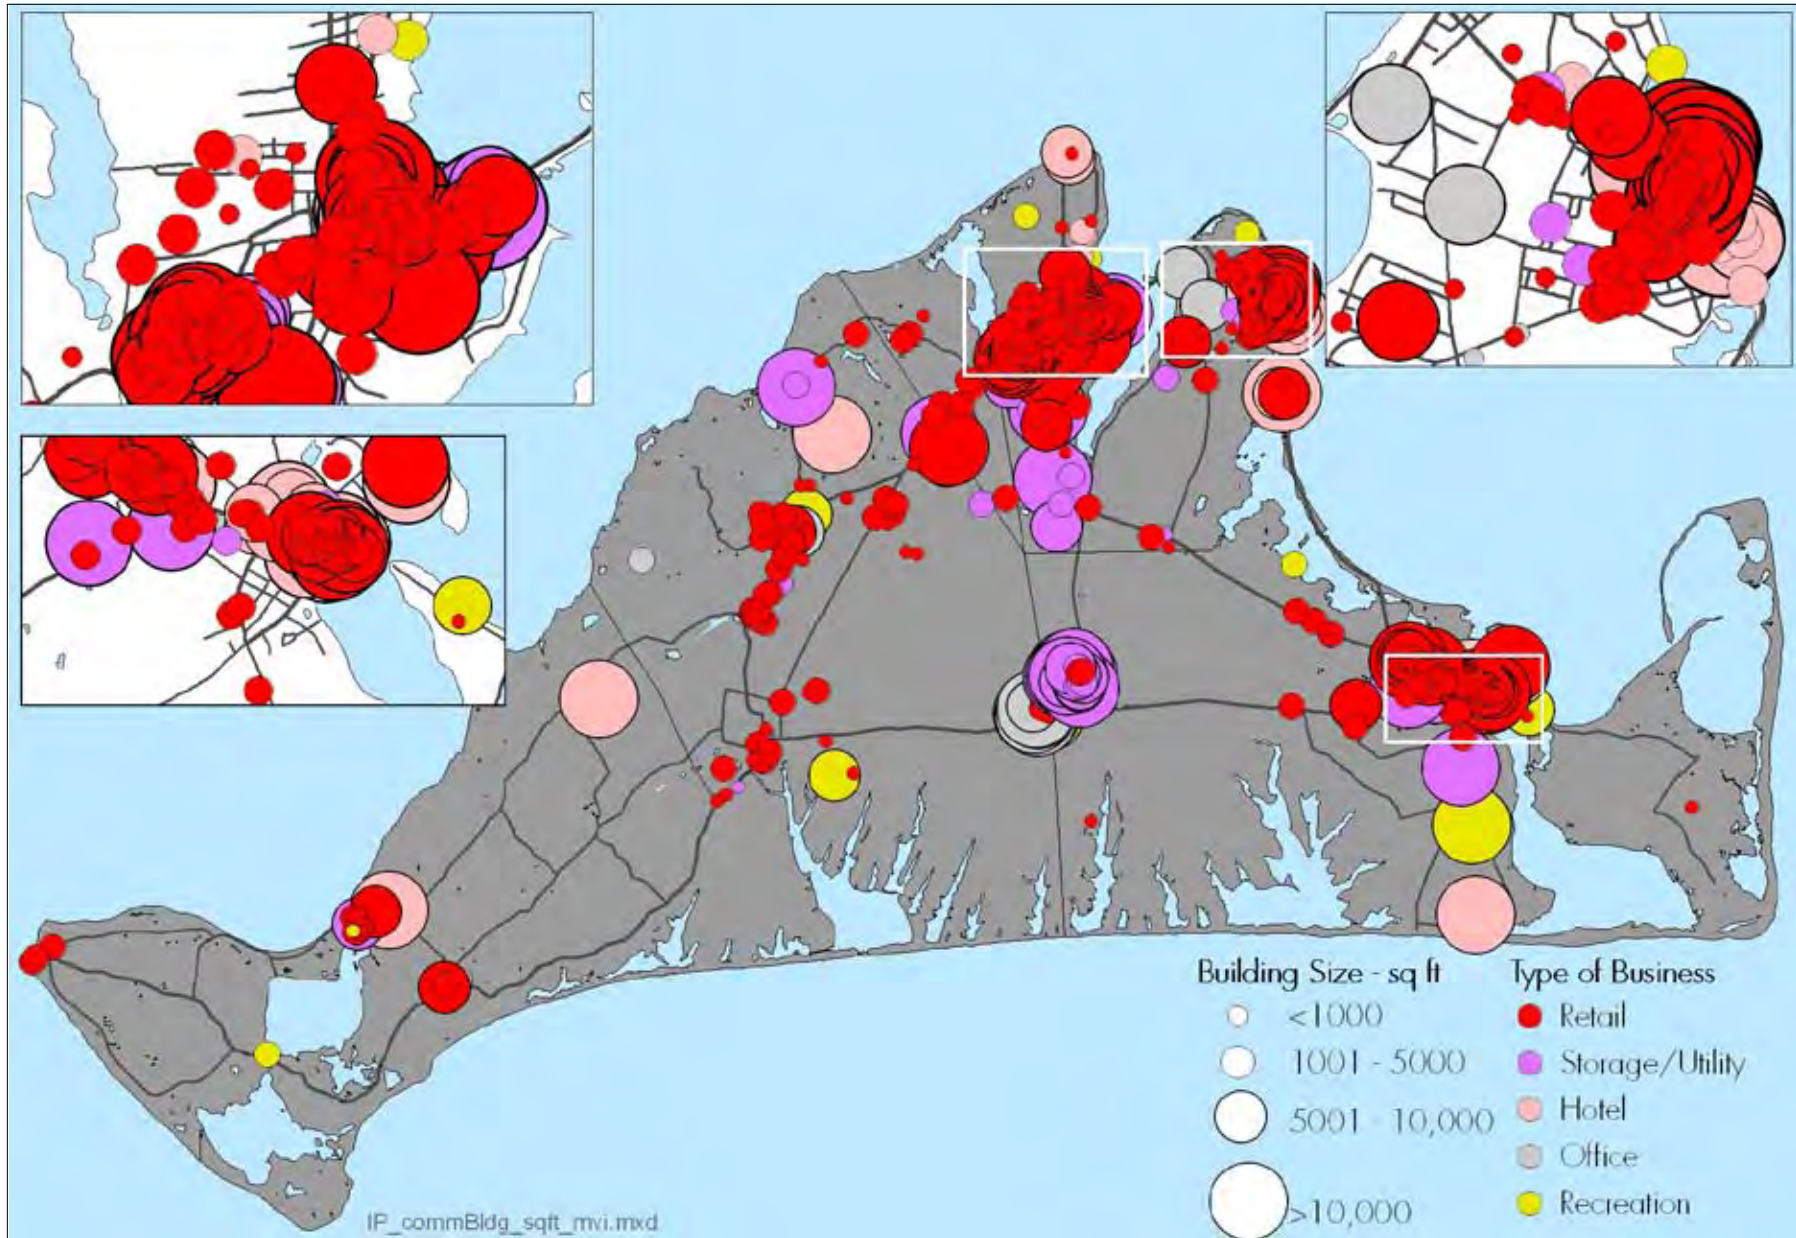 Building Size - sq ft
<1000
1001 - 5000
5001 - 10,000
>10,000
Type of Business
Retail
Storage/Utility
Hotel
Office
Recreation
IP_commBldg_sqft_mvi.mxd